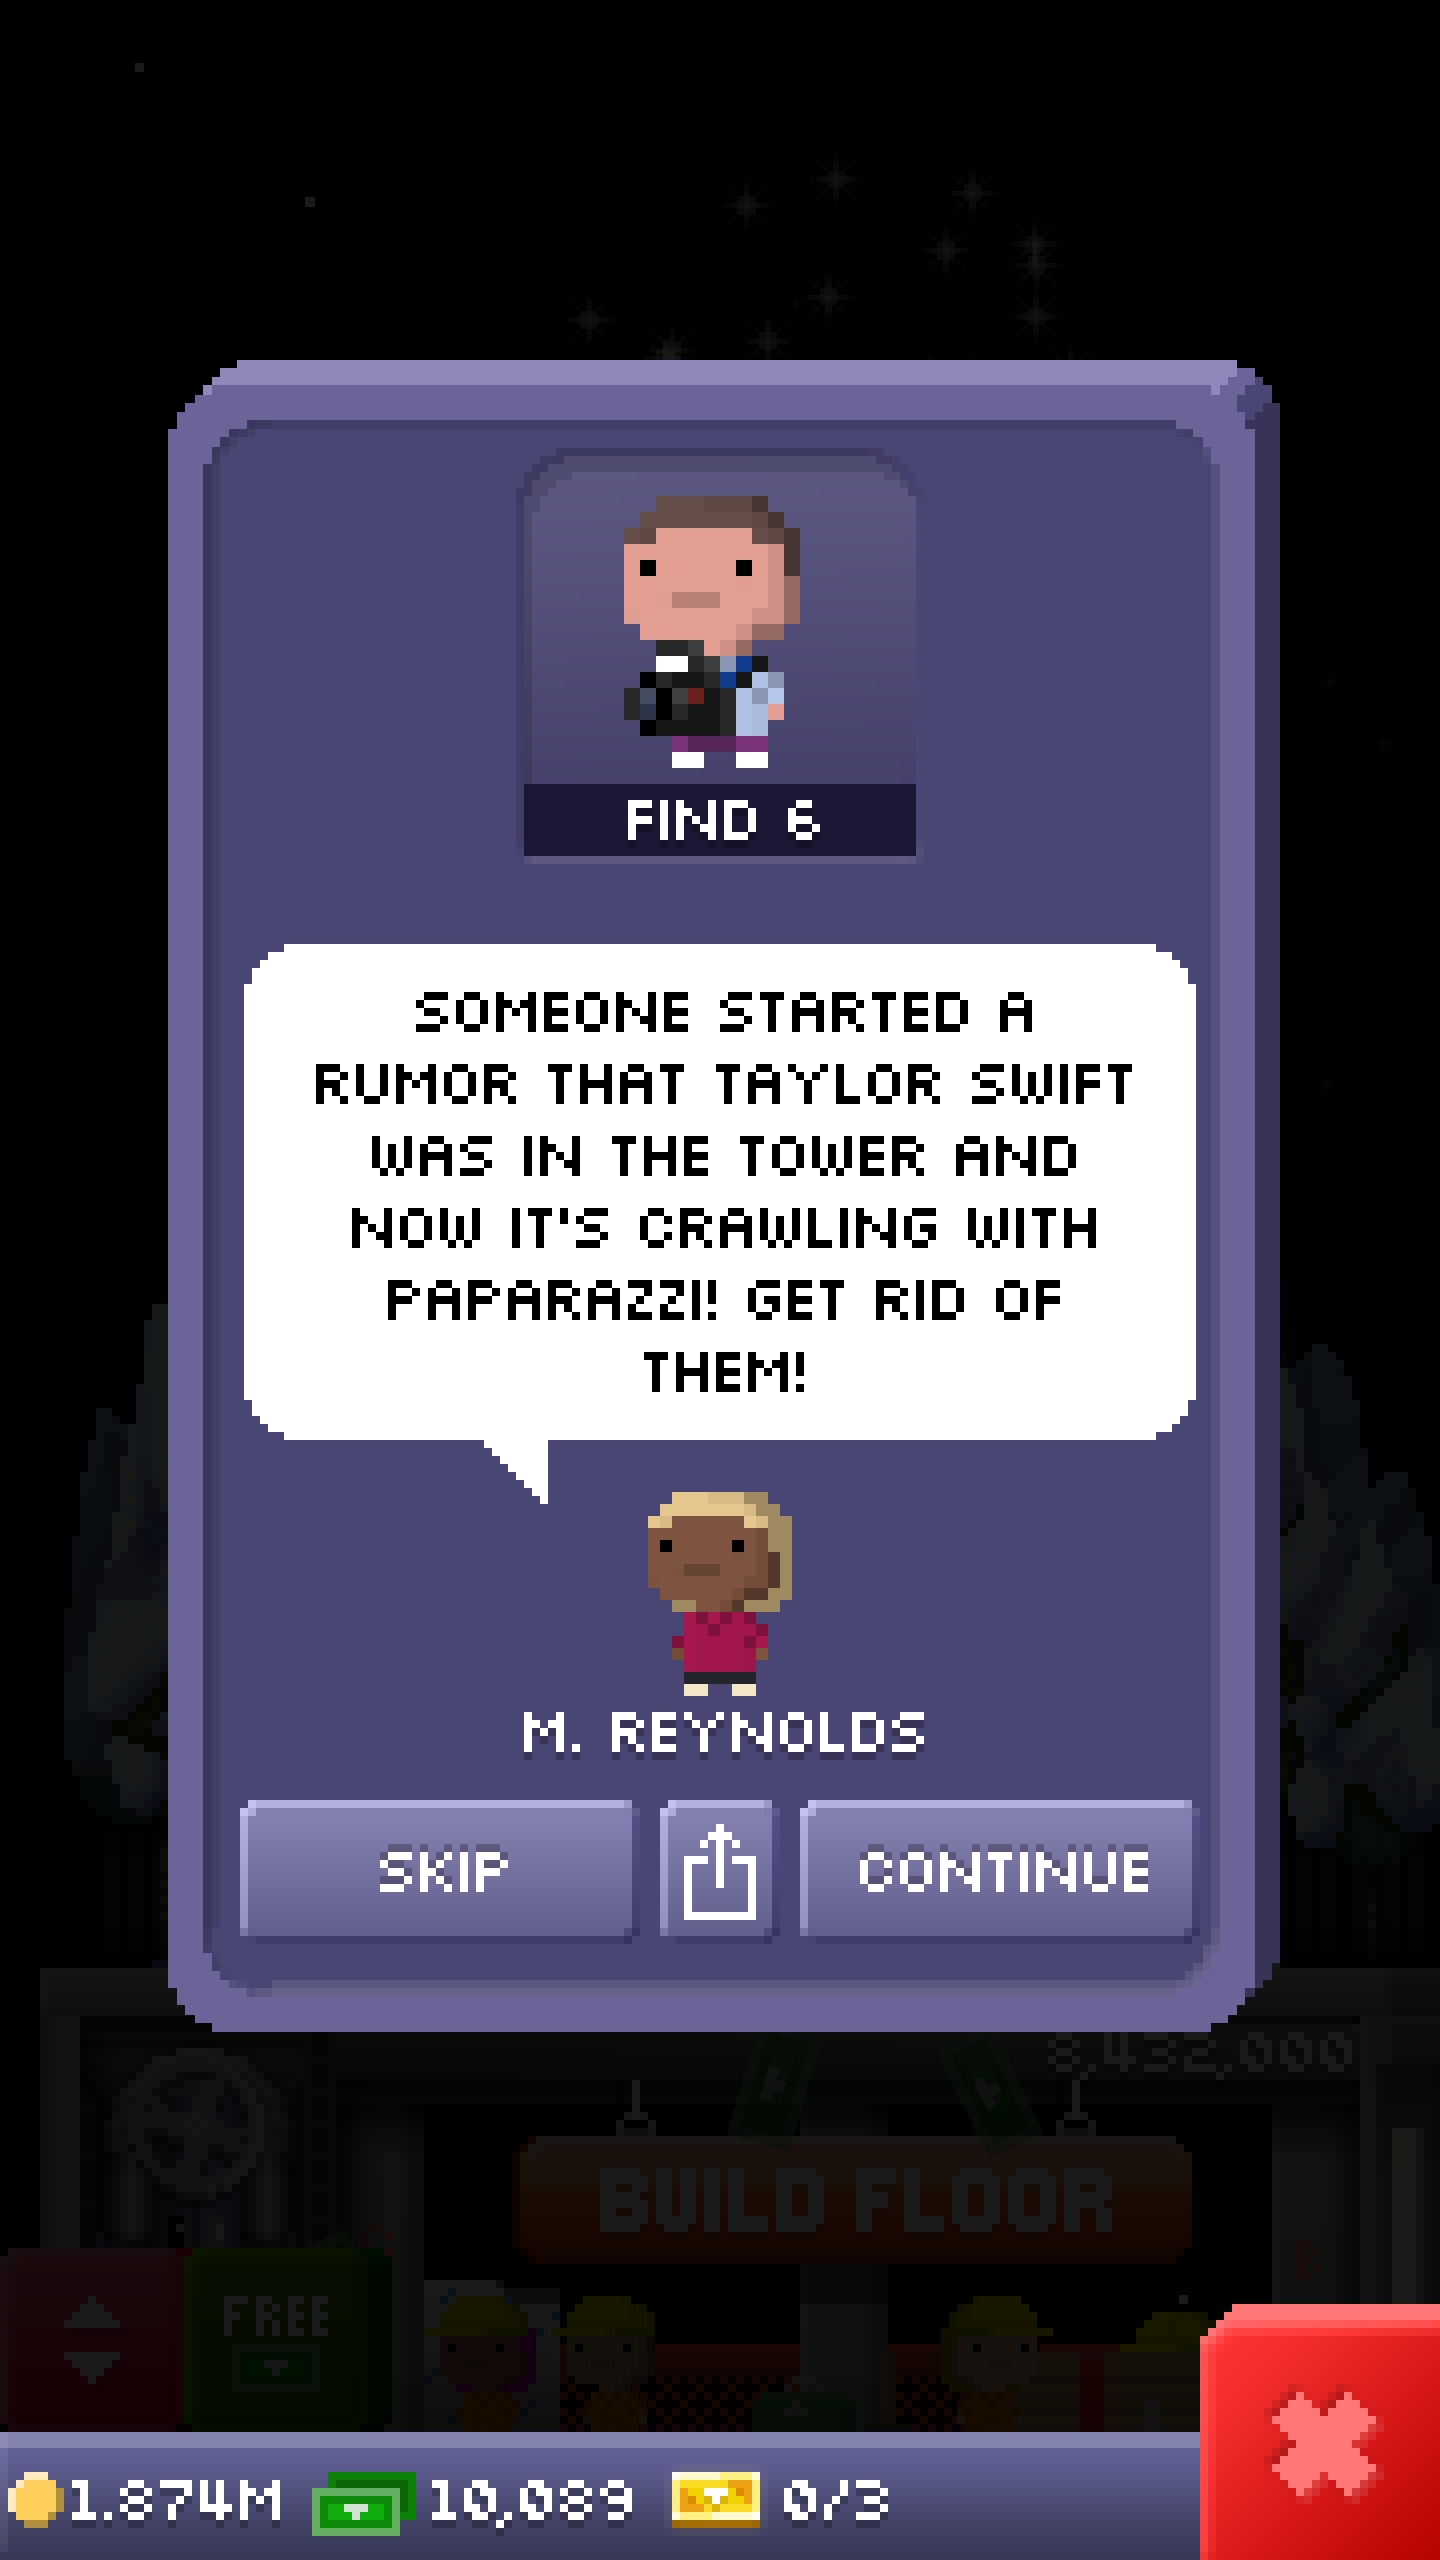 FIND 6
SOMEONE STARTED A
RUMOR THAT TAYLOR SWIFT
WAS IN THE TOWER AND
NOW IT'S CRAWLING WITH
PAPARAZZI! GET RID OF
THEM!
M. REYNOLDS
SKIP
CONTINUE
8,432,000
BUILD FLOOR
FREE
1.874M 10,089 0/3